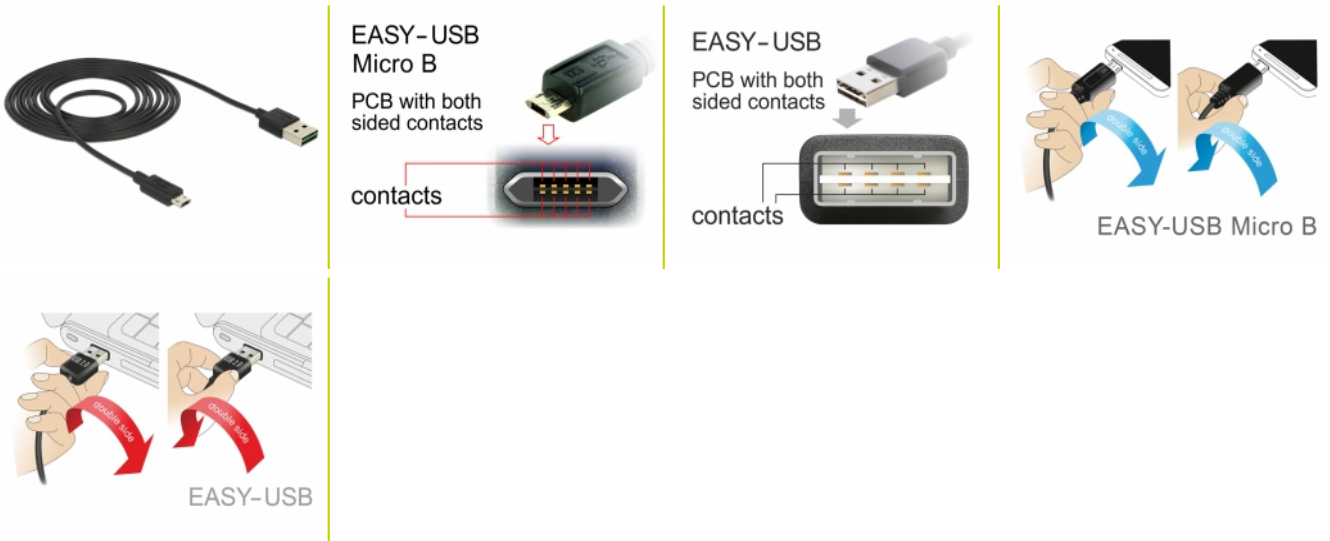 EASY-USB
Micro B
PCB with both
sided contacts
contacts
EASY-USB
PCB with both
sided contacts
contacts
double side
double side
EASY-USB Micro B
double side
double side
EASY-USB